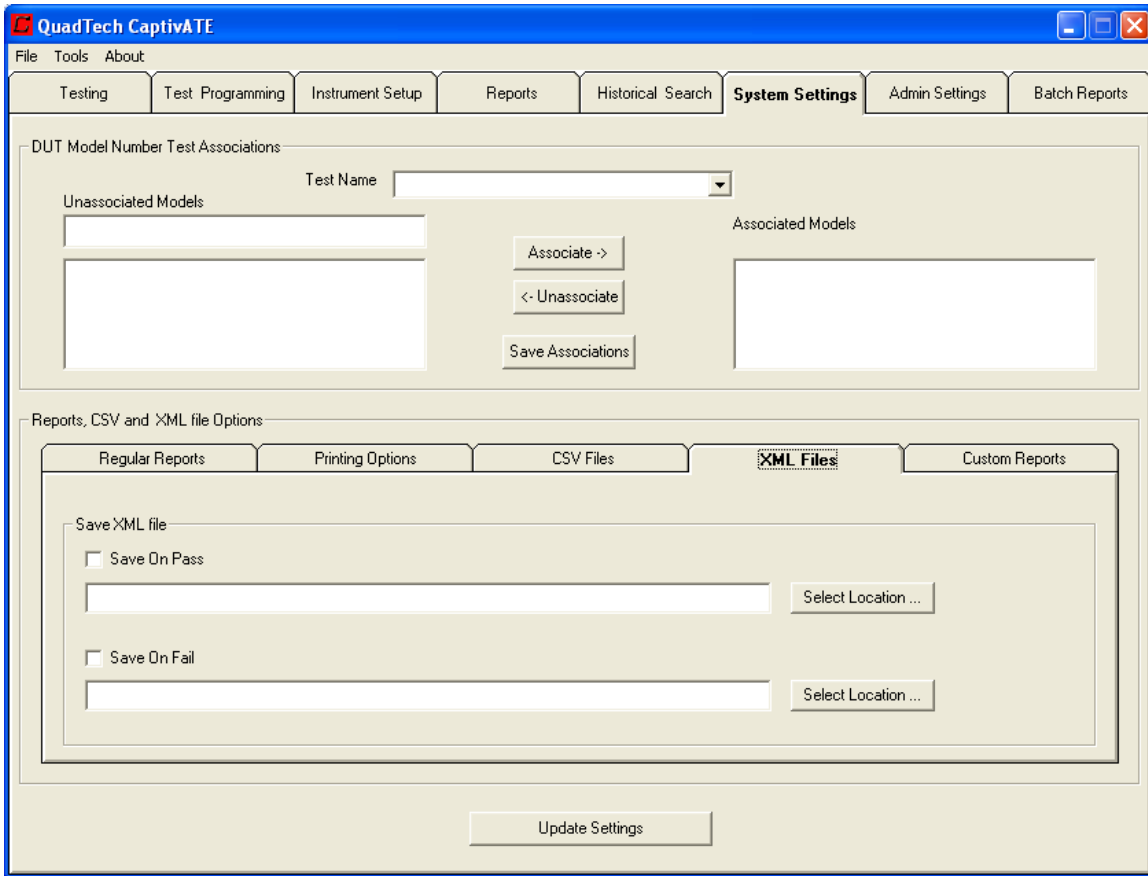 QuadTech CaptivATE
File Tools About
Testing Test Programming Instrument Setup Reports Historical Search System Settings Admin Settings Batch Reports
DUT Model Number Test Associations
Test Name
Unassociated Models
Associated Models
Associate ->
<- Unassociate
Save Associations
Reports, CSV and XML file Options
Regular Reports Printing Options CSV Files XML Files Custom Reports
Save XML file
Save On Pass
Select Location ...
Save On Fail
Select Location ...
Update Settings